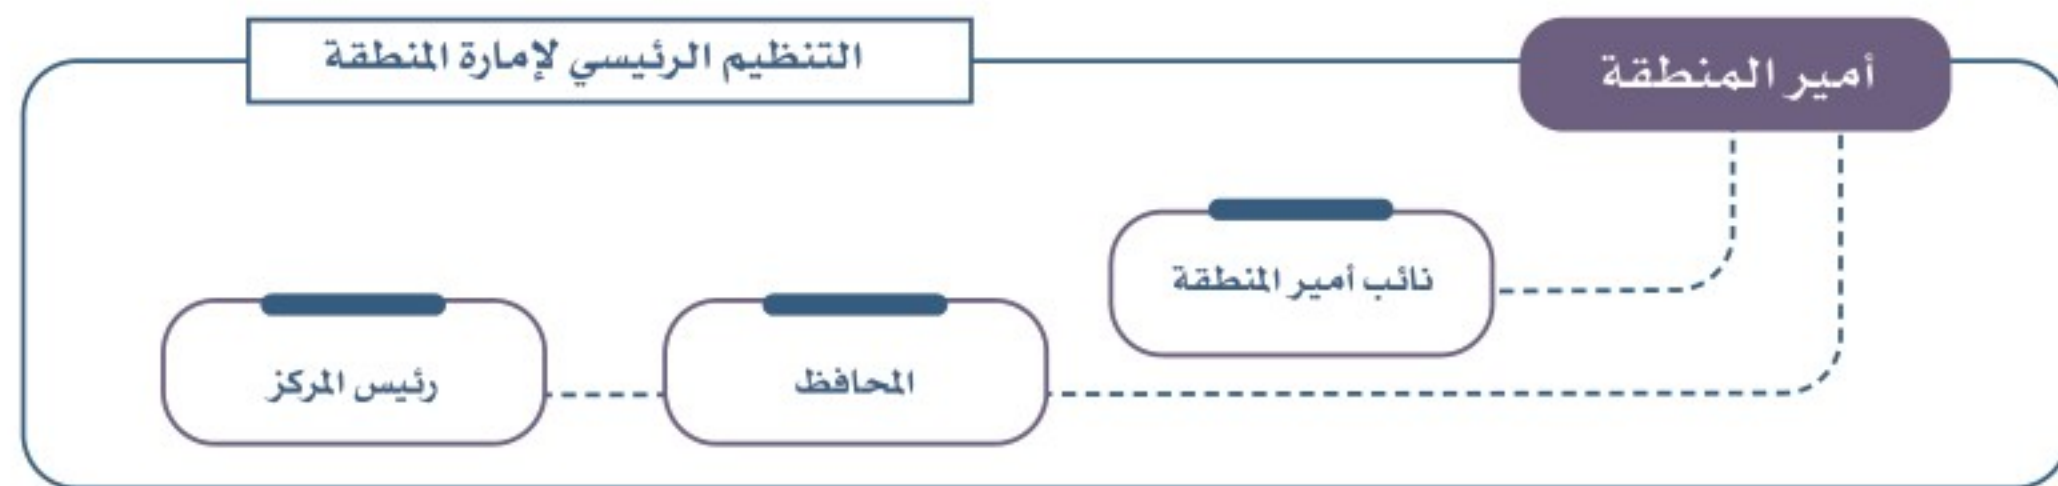 أمير المنطقة
التنظيم الرئيسي لإمارة المنطقة
نائب أمير المنطقة
المحافظ
رئيس المركز